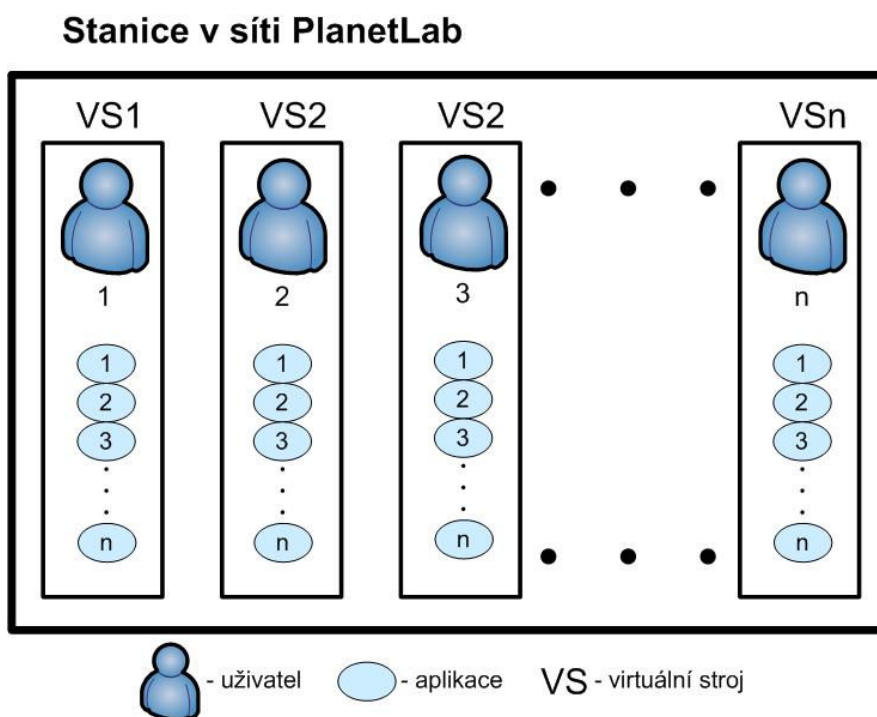 Stanice v síti PlanetLab
VS1 VS2 VS2 VSn
1 2 3 n
1 1 1 1
2 2 2 2
3 3 3 3
n n n n
- uživatel - aplikace VS - virtuální stroj